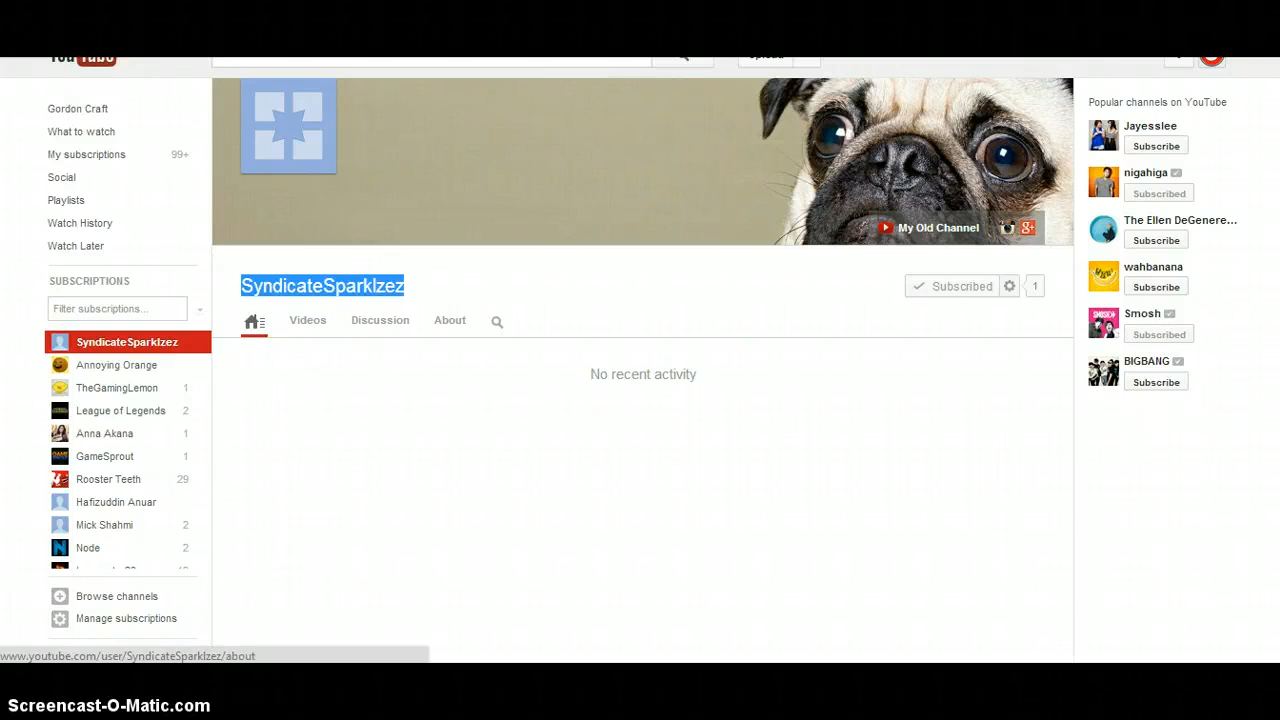 YouTube
Upload
Gordon Craft
What to watch
My subscriptions 99+
Social
Playlists
Watch History
Watch Later
SUBSCRIPTIONS
Filter subscriptions...
SyndicateSparklzez
Annoying Orange
TheGamingLemon 1
League of Legends 2
Anna Akana 1
GameSprout 1
Rooster Teeth 29
Hafizuddin Anuar
Mick Shahmi 2
Node 2
Browse channels
Manage subscriptions
My Old Channel
g+
SyndicateSparklzez
Subscribed 1
Videos Discussion About
No recent activity
Popular channels on YouTube
Jayesslee
Subscribe
nigahiga
Subscribed
The Ellen DeGenere...
Subscribe
wahbanana
Subscribe
Smosh
Subscribed
BIGBANG
Subscribe
www.youtube.com/user/SyndicateSparklzez/about
Screencast-O-Matic.com